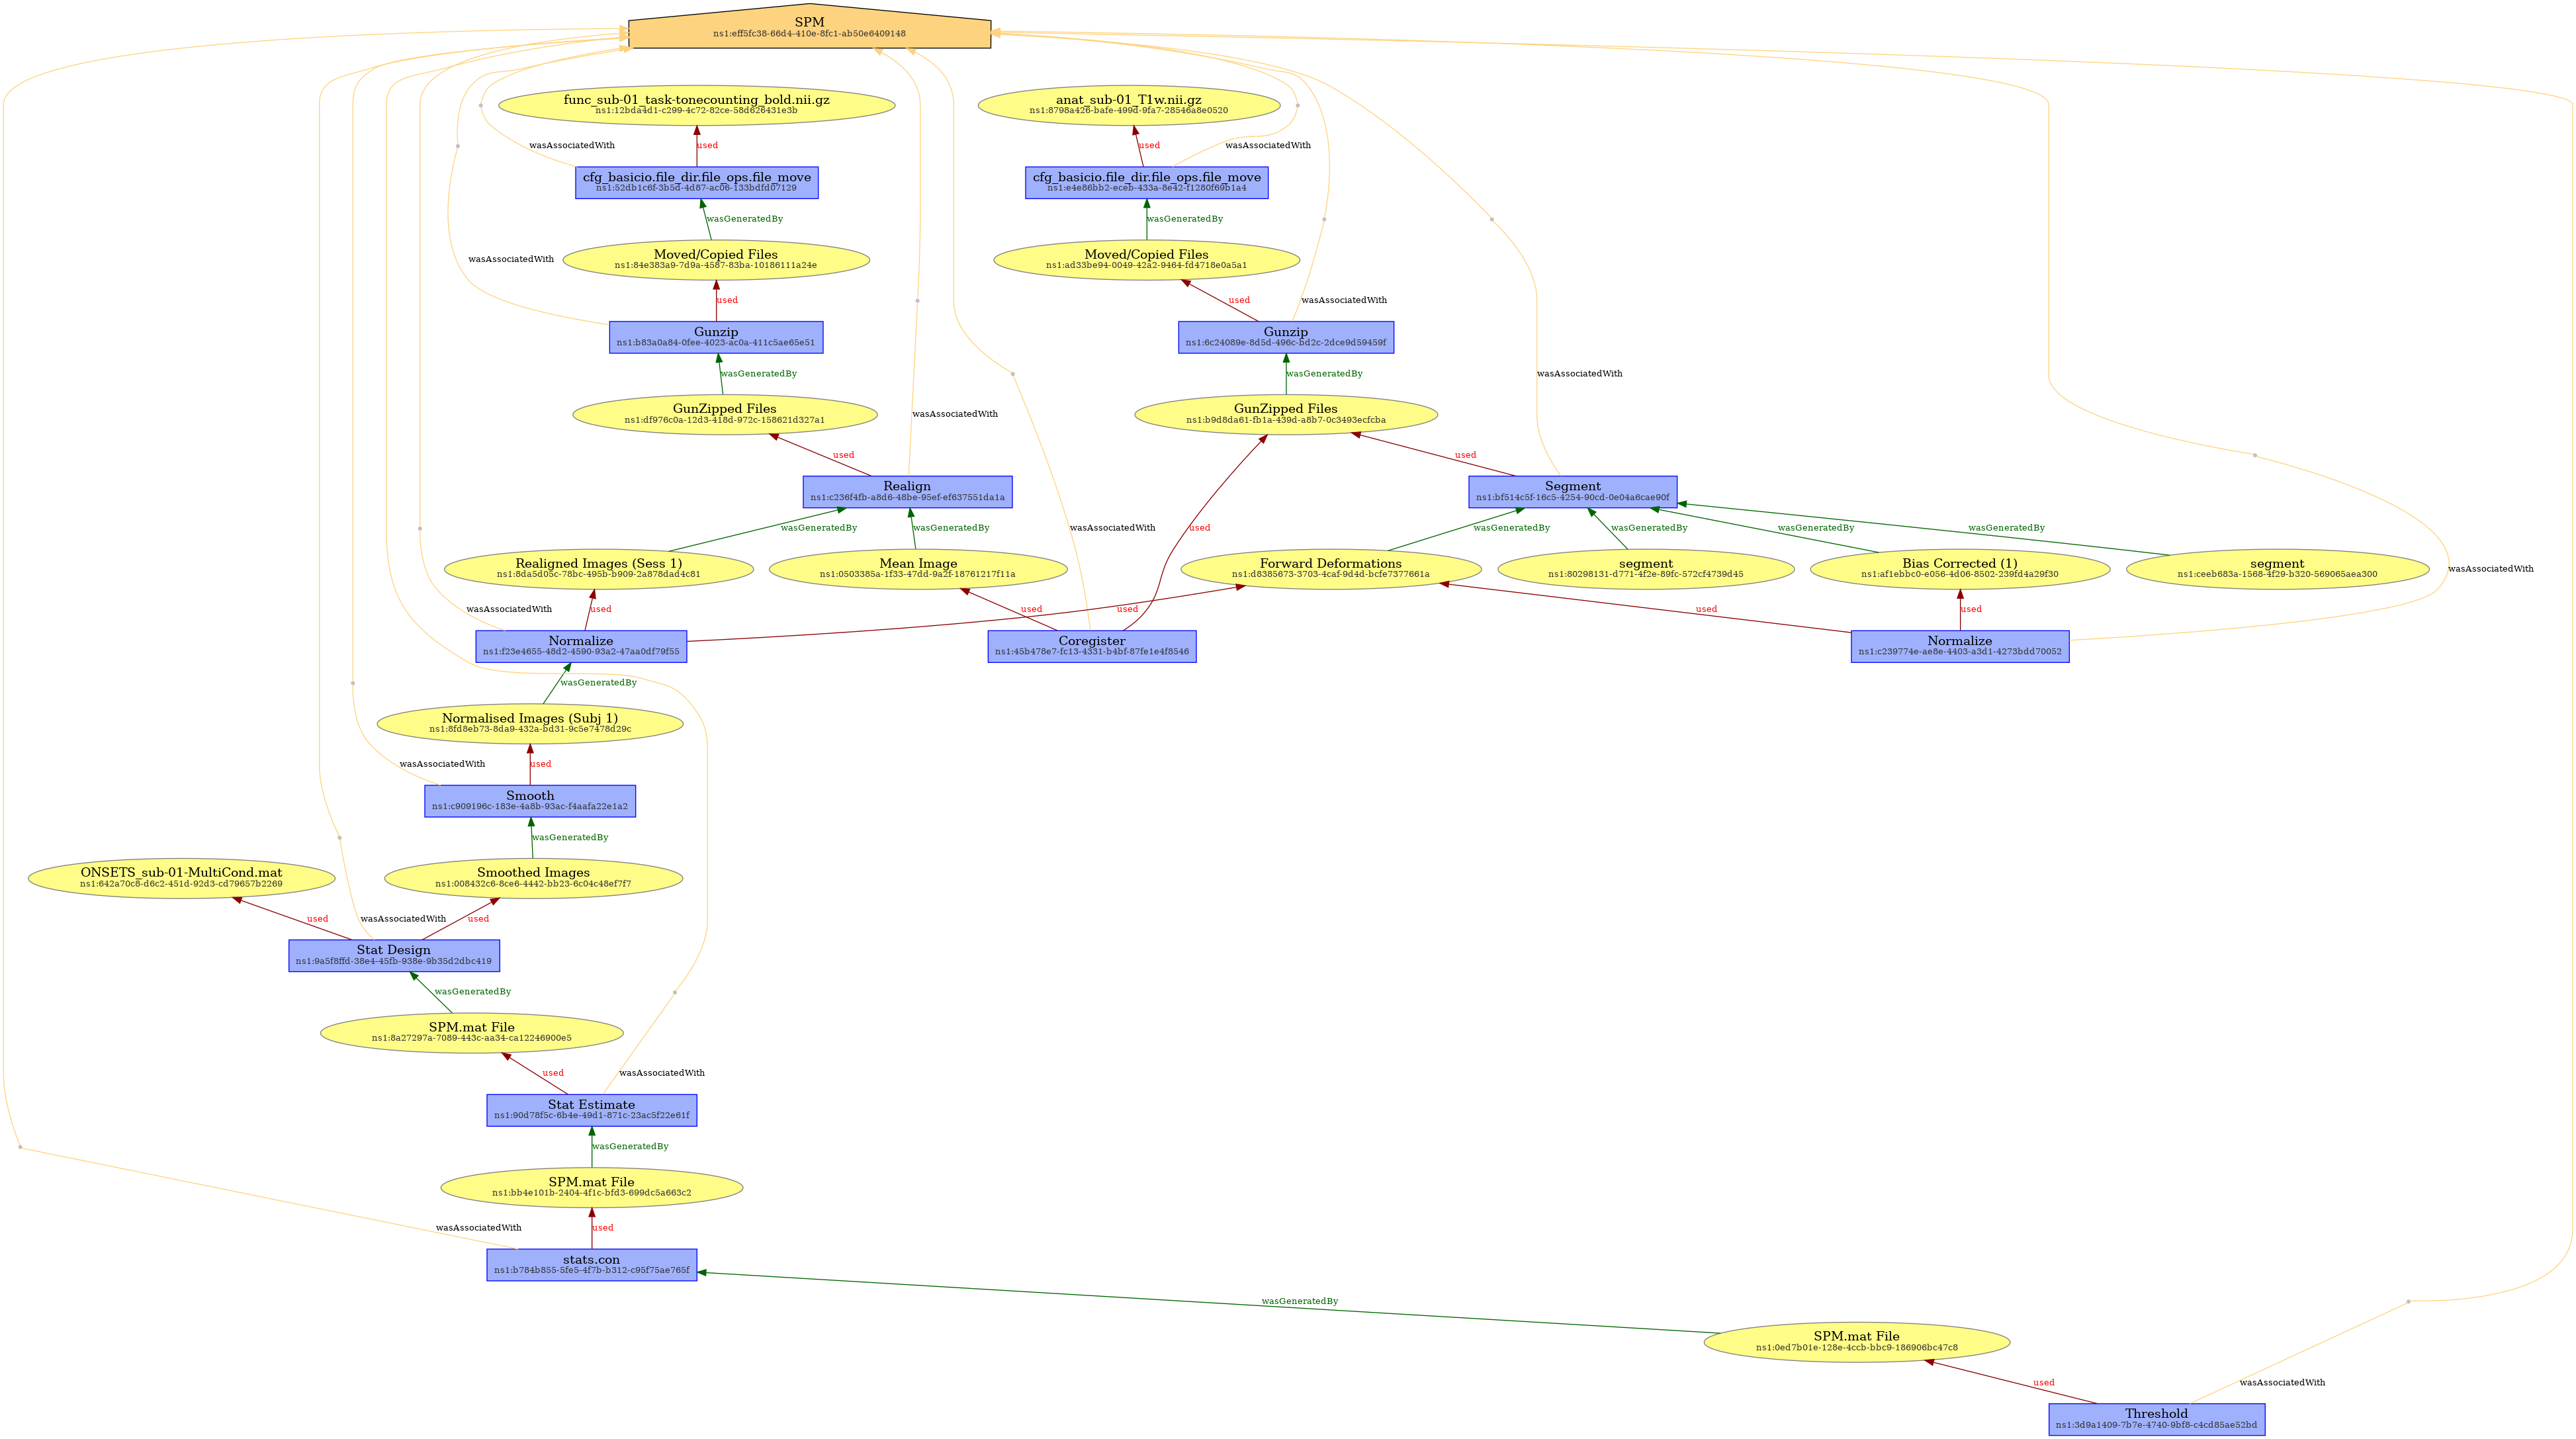 SPM
ns1:eff5fc38-66d4-410e-8fc1-ab50e6409148
func_sub-01_task-tonecounting_bold.nii.gz
ns1:12bda4d1-c299-4c72-82ce-58d626431e3b
anat_sub-01_T1w.nii.gz
ns1:8798a426-bafe-499d-9fa7-28546a8e0520
wasAssociatedWith
used
used
wasAssociatedWith
cfg_basicio.file_dir.file_ops.file_move
ns1:52db1c6f-3b5d-4d87-ac06-133bdfd07129
cfg_basicio.file_dir.file_ops.file_move
ns1:e4e86bb2-eceb-433a-8e42-f1280f69b1a4
wasGeneratedBy
wasGeneratedBy
wasAssociatedWith
Moved/Copied Files
ns1:84e383a9-7d9a-4587-83ba-10186111a24e
Moved/Copied Files
ns1:ad33be94-0049-42a2-9464-fd4718e0a5a1
used
used
wasAssociatedWith
Gunzip
ns1:b83a0a84-0fee-4023-ac0a-411c5ae65e51
Gunzip
ns1:6c24089e-8d5d-496c-bd2c-2dce9d59459f
wasGeneratedBy
wasGeneratedBy
wasAssociatedWith
GunZipped Files
ns1:df976c0a-12d3-418d-972c-158621d327a1
wasAssociatedWith
GunZipped Files
ns1:b9d8da61-fb1a-439d-a8b7-0c3493ecfcba
used
used
Realign
ns1:c236f4fb-a8d6-48be-95ef-ef637551da1a
Segment
ns1:bf514c5f-16c5-4254-90cd-0e04a6cae90f
wasGeneratedBy
wasGeneratedBy
wasAssociatedWith
used
wasGeneratedBy
wasGeneratedBy
wasGeneratedBy
wasGeneratedBy
Realigned Images (Sess 1)
ns1:8da5d05c-78bc-495b-b909-2a878dad4c81
Mean Image
ns1:0503385a-1f33-47dd-9a2f-18761217f11a
Forward Deformations
ns1:d8385673-3703-4caf-9d4d-bcfe7377661a
segment
ns1:80298131-d771-4f2e-89fc-572cf4739d45
Bias Corrected (1)
ns1:af1ebbc0-e056-4d06-8502-239fd4a29f30
segment
ns1:ceeb683a-1568-4f29-b320-569065aea300
wasAssociatedWith
wasAssociatedWith
used
used
used
used
used
Normalize
ns1:f23e4655-48d2-4590-93a2-47aa0df79f55
Coregister
ns1:45b478e7-fc13-4331-b4bf-87fe1e4f8546
Normalize
ns1:c239774e-ae8e-4403-a3d1-4273bdd70052
wasGeneratedBy
Normalised Images (Subj 1)
ns1:8fd8eb73-8da9-432a-bd31-9c5e7478d29c
wasAssociatedWith
used
Smooth
ns1:c909196c-183e-4a8b-93ac-f4aafa22e1a2
wasGeneratedBy
ONSETS_sub-01-MultiCond.mat
ns1:642a70c8-d6c2-451d-92d3-cd79657b2269
Smoothed Images
ns1:008432c6-8ce6-4442-bb23-6c04c48ef7f7
used
wasAssociatedWith
used
Stat Design
ns1:9a5f8ffd-38e4-45fb-938e-9b35d2dbc419
wasGeneratedBy
SPM.mat File
ns1:8a27297a-7089-443c-aa34-ca12246900e5
used
wasAssociatedWith
Stat Estimate
ns1:90d78f5c-6b4e-49d1-871c-23ac5f22e61f
wasGeneratedBy
SPM.mat File
ns1:bb4e101b-2404-4f1c-bfd3-699dc5a663c2
wasAssociatedWith
used
stats.con
ns1:b784b855-5fe5-4f7b-b312-c95f75ae765f
wasGeneratedBy
SPM.mat File
ns1:0ed7b01e-128e-4ccb-bbc9-186906bc47c8
used
wasAssociatedWith
Threshold
ns1:3d9a1409-7b7e-4740-9bf8-c4cd85ae52bd